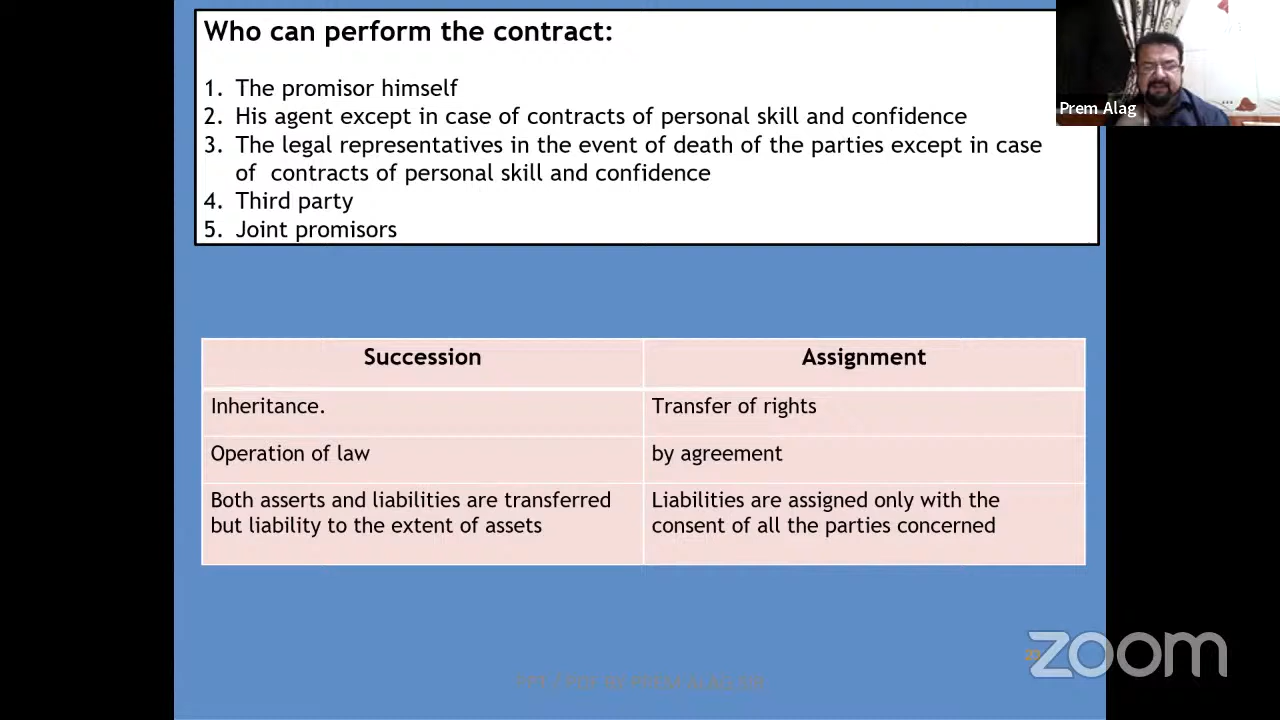 Who can perform the contract:
1. The promisor himself
2. His agent except in case of contracts of personal skill and confidence
3. The legal representatives in the event of death of the parties except in case
of contracts of personal skill and confidence
4. Third party
5. Joint promisors
Prem Alag
Succession
Assignment
Inheritance.
Transfer of rights
Operation of law
by agreement
Both asserts and liabilities are transferred
but liability to the extent of assets
Liabilities are assigned only with the
consent of all the parties concerned
zoom